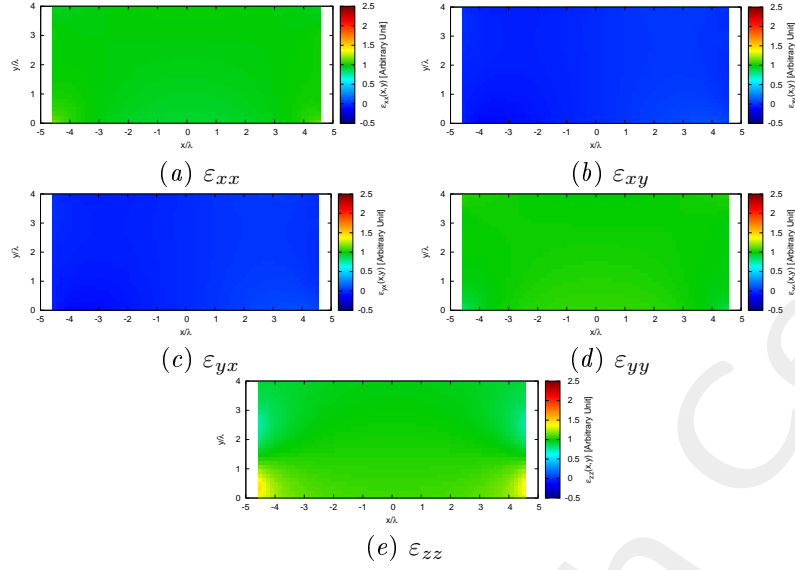 4
3
2
1
0
-5 -4 -3 -2 -1 0 1 2 3 4 5
y/λ
x/λ
2.5
2
1.5
1
0.5
0
-0.5
εxx(x,y) [Arbitrary Unit]
(a) εxx
4
3
2
1
0
-5 -4 -3 -2 -1 0 1 2 3 4 5
y/λ
x/λ
2.5
2
1.5
1
0.5
0
-0.5
(x,y) [Arbitrary Unit]
(b) εxy
4
3
2
1
0
-5 -4 -3 -2 -1 0 1 2 3 4 5
y/λ
x/λ
2.5
2
1.5
1
0.5
0
-0.5
(x,y) [Arbitrary Unit]
(c) εyx
4
3
2
1
0
-5 -4 -3 -2 -1 0 1 2 3 4 5
y/λ
x/λ
2.5
2
1.5
1
0.5
0
-0.5
(x,y) [Arbitrary Unit]
(d) εyy
4
3
2
1
0
-5 -4 -3 -2 -1 0 1 2 3 4 5
y/λ
x/λ
2.5
2
1.5
1
0.5
0
-0.5
εzz(x,y) [Arbitrary Unit]
(e) εzz